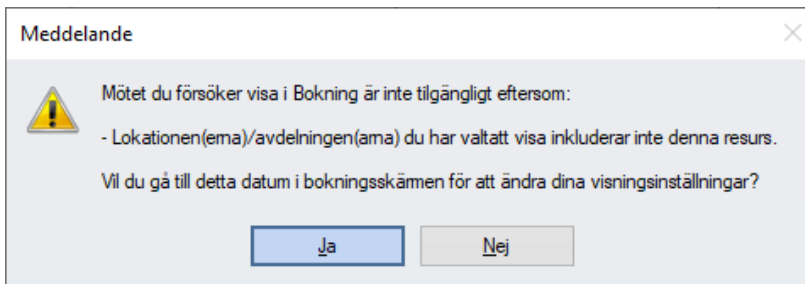 Meddelande
Mötet du försöker visa i Bokning är inte tilgängligt eftersom:
- Lokationen(erna)/avdelningen(arna) du har valtatt visa inkluderar inte denna resurs.
Vil du gå till detta datum i bokningsskärmen för att ändra dina visningsinställningar?
Ja
Nej